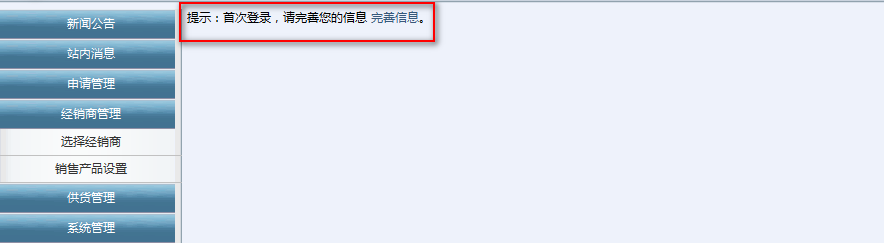 新闻公告
站内消息
申请管理
经销商管理
选择经销商
销售产品设置
供货管理
系统管理
提示：首次登录，请完善您的信息 完善信息。